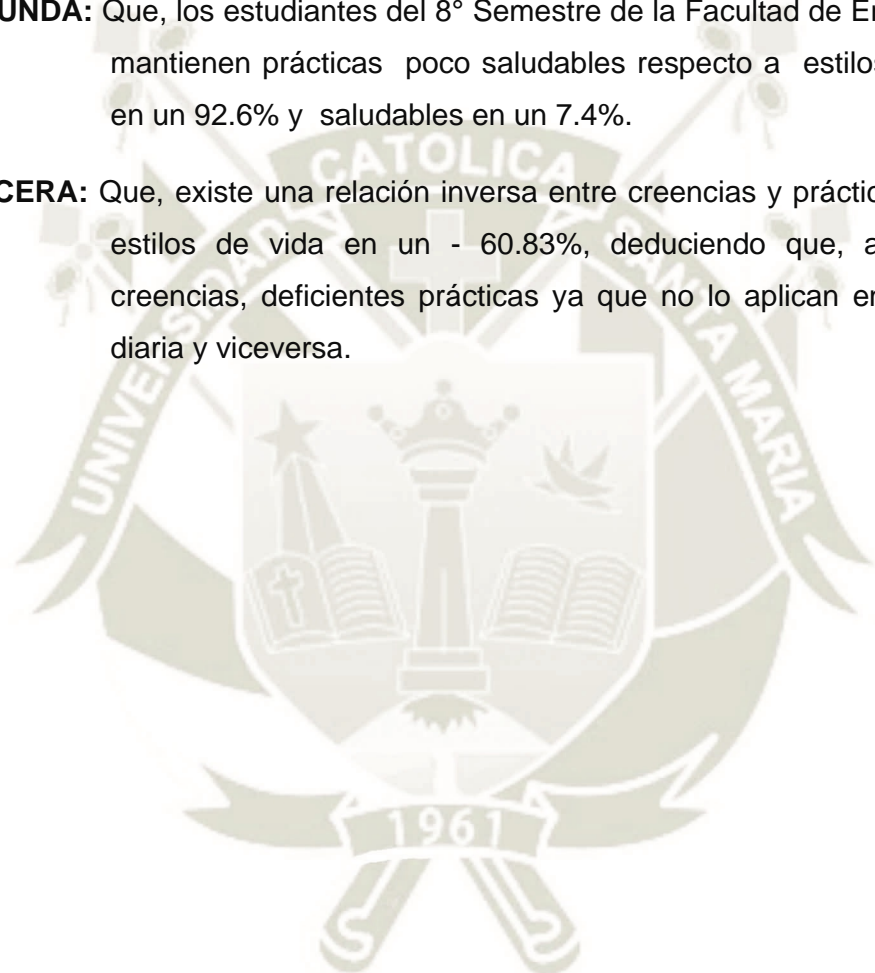 UNDA: Que, los estudiantes del 8° Semestre de la Facultad de
mantienen prácticas poco saludables respecto a estilos
en un 92.6% y saludables en un 7.4%.
CERA: Que, existe una relación inversa entre creencias y
estilos de vida en un - 60.83%, deduciendo que,
creencias, deficientes prácticas ya que no lo aplican
diaria y viceversa.
UNIVERSIDAD CATOLICA SANTA MARIA
1961